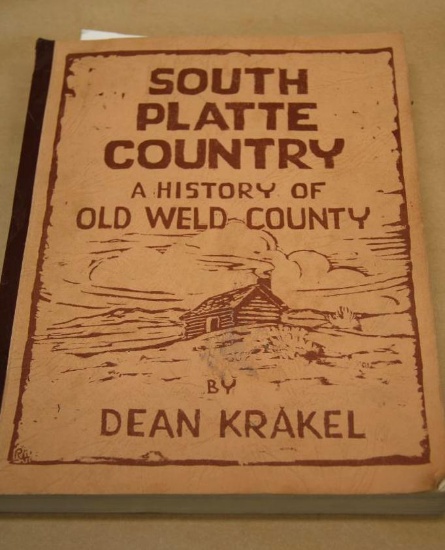 SOUTH
PLATTE
COUNTRY
A HISTORY OF
OLD WELD COUNTY
BY
DEAN KRAKEL